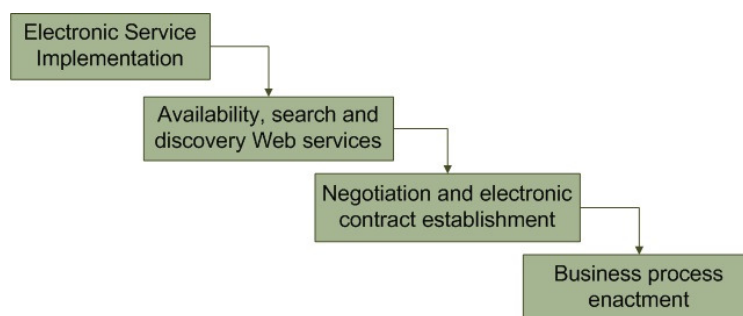 Electronic Service
Implementation
Availability, search and
discovery Web services
Negotiation and electronic
contract establishment
Business process
enactment